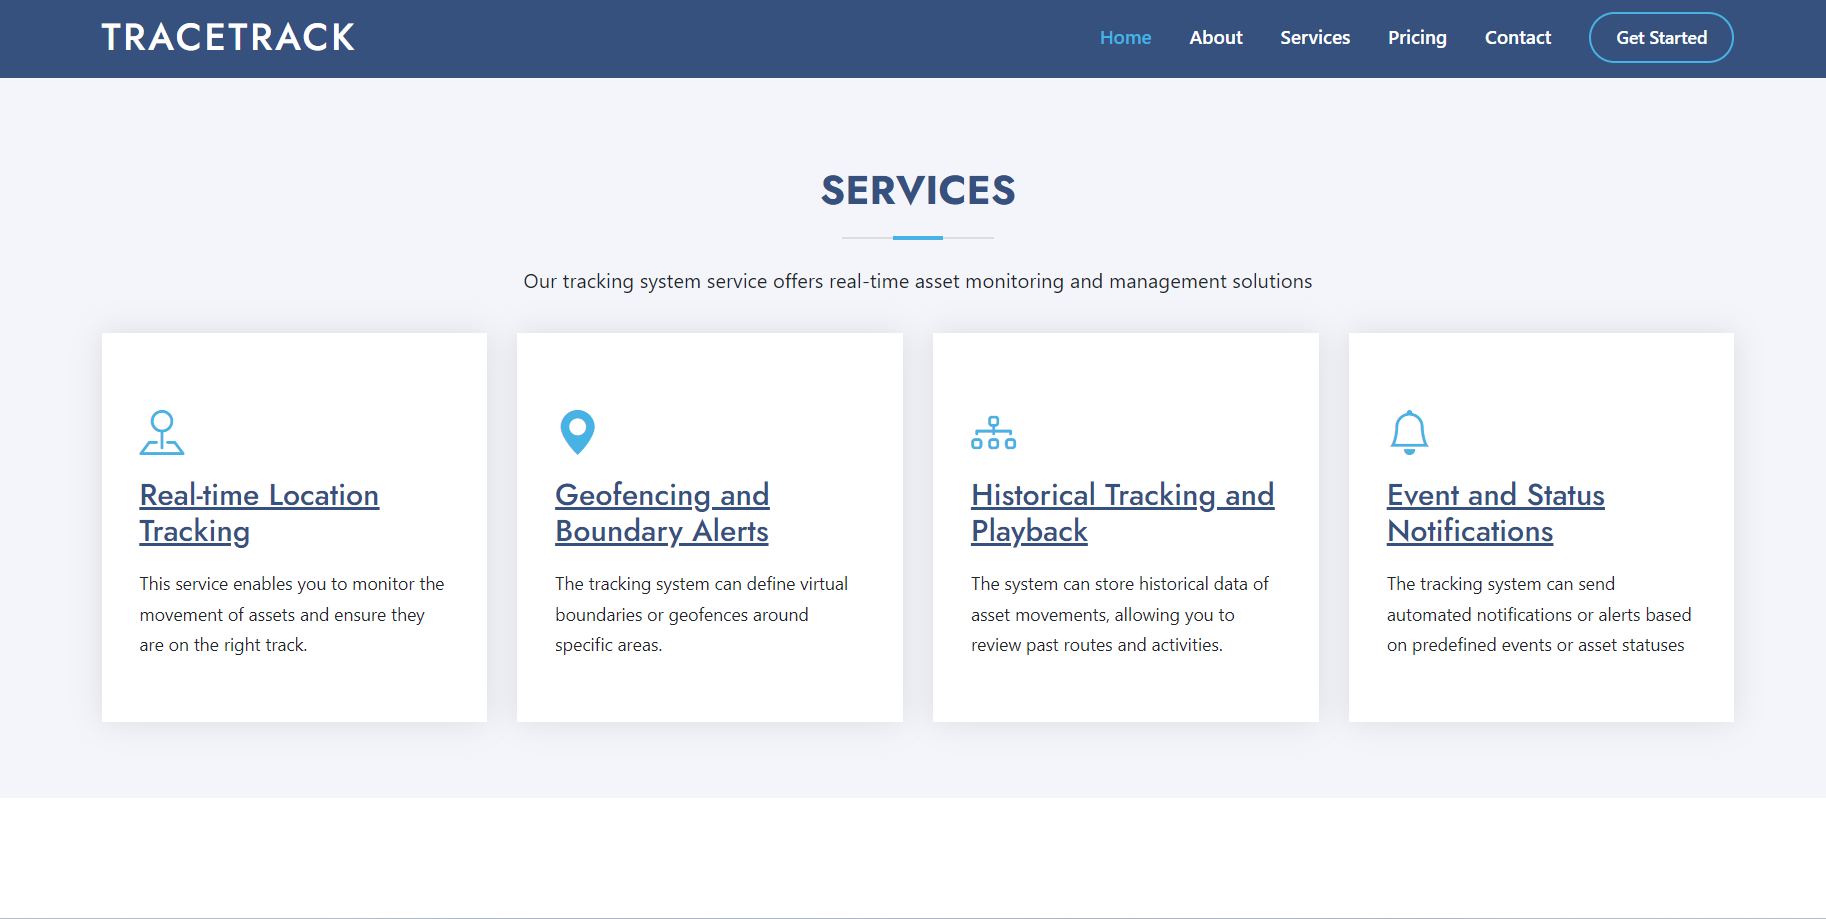 TRACETRACK
Home About Services Pricing Contact Get Started
SERVICES
Our tracking system service offers real-time asset monitoring and management solutions
Real-time Location
Tracking
This service enables you to monitor the
movement of assets and ensure they
are on the right track.
Geofencing and
Boundary Alerts
The tracking system can define virtual
boundaries or geofences around
specific areas.
Historical Tracking and
Playback
The system can store historical data of
asset movements, allowing you to
review past routes and activities.
Event and Status
Notifications
The tracking system can send
automated notifications or alerts based
on predefined events or asset statuses